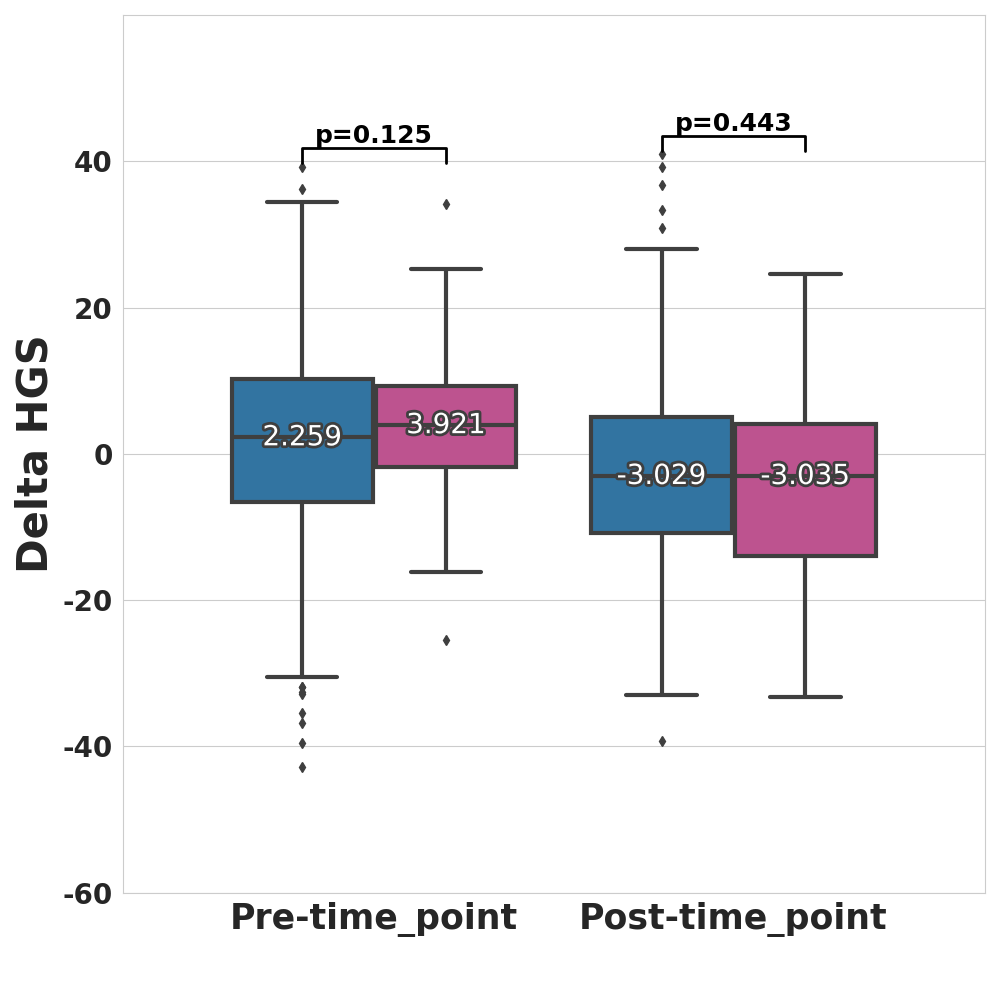 p=0.125
p=0.443
40
20
0
-20
-40
-60
Delta HGS
2.259
3.921
-3.029
-3.035
Pre-time_point
Post-time_point